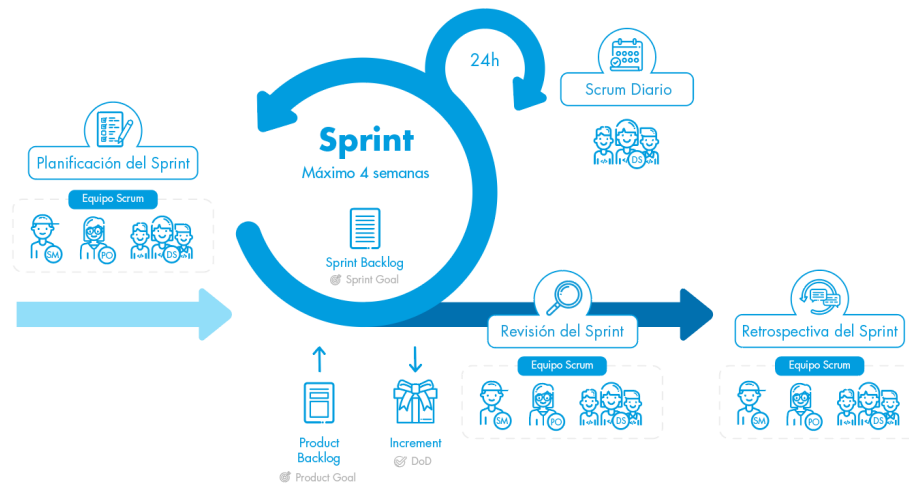 24h
Scrum Diario
DS
Sprint
Máximo 4 semanas
Planificación del Sprint
Equipo Scrum
SM
PO
DS
Sprint Backlog
Sprint Goal
Revisión del Sprint
Equipo Scrum
SM
PO
DS
Retrospectiva del Sprint
Equipo Scrum
SM
PO
DS
Product
Backlog
Product Goal
Increment
DoD